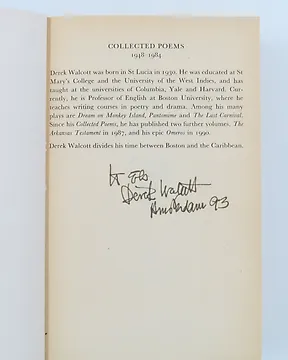 COLLECTED POEMS
1948–1984
Derek Walcott was born in St Lucia in 1930. He was educated at St
Mary's College and the University of the West Indies, and has
taught at the universities of Columbia, Yale and Harvard. Cur-
rently, he is Professor of English at Boston University, where he
teaches writing courses in poetry and drama. Among his many
plays are Dream on Monkey Island, Pantomime and The Last Carnival.
Since his Collected Poems, he has published two further volumes, The
Arkansas Testament in 1987, and his epic Omeros in 1990.
Derek Walcott divides his time between Boston and the Caribbean.
to Flo
Derek Walcott
Amsterdam 93